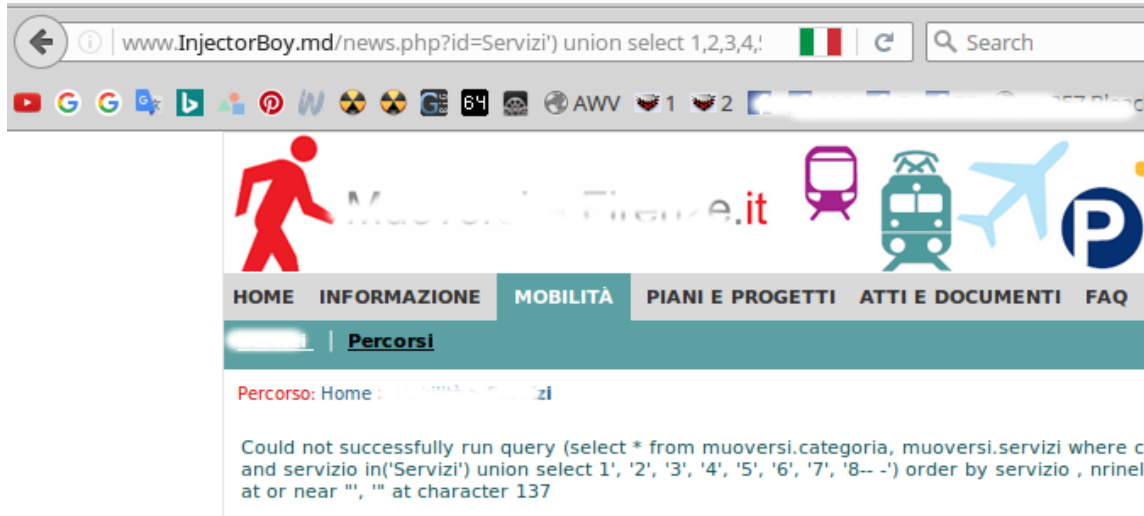 www.InjectorBoy.md/news.php?id=Servizi') union select 1,2,3,4,
Search
64 AWV 1 2
.it
P
HOME INFORMAZIONE MOBILITÀ PIANI E PROGETTI ATTI E DOCUMENTI FAQ
Percorsi
Percorso: Home
Could not successfully run query (select * from muoversi.categoria, muoversi.servizi where c
and servizio in('Servizi') union select 1', '2', '3', '4', '5', '6', '7', '8-- -') order by servizio , nrinel
at or near "', '" at character 137